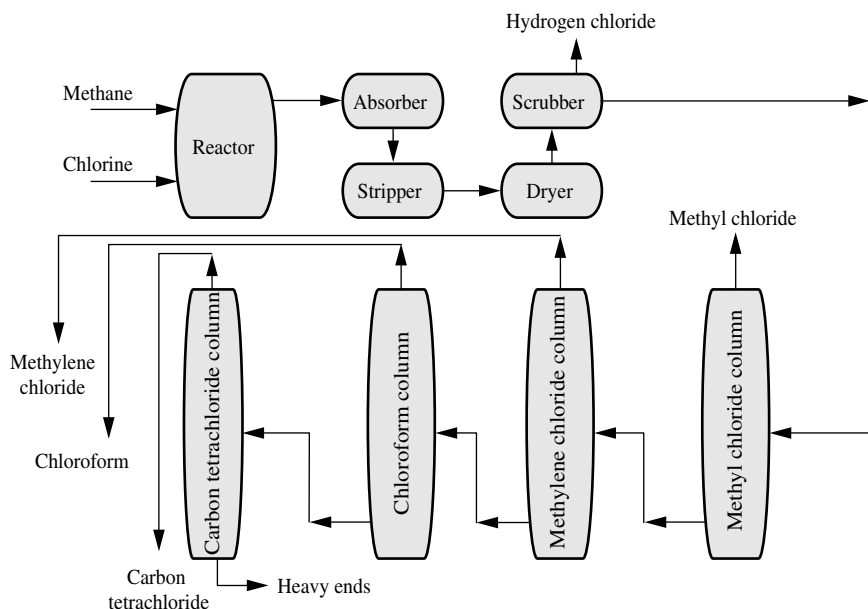 Hydrogen chloride
Methane
Absorber
Scrubber
Reactor
Chlorine
Stripper
Dryer
Methyl chloride
Carbon tetrachloride column
Chloroform column
Methylene chloride column
Methyl chloride column
Methylene
chloride
Chloroform
Carbon
tetrachloride
Heavy ends